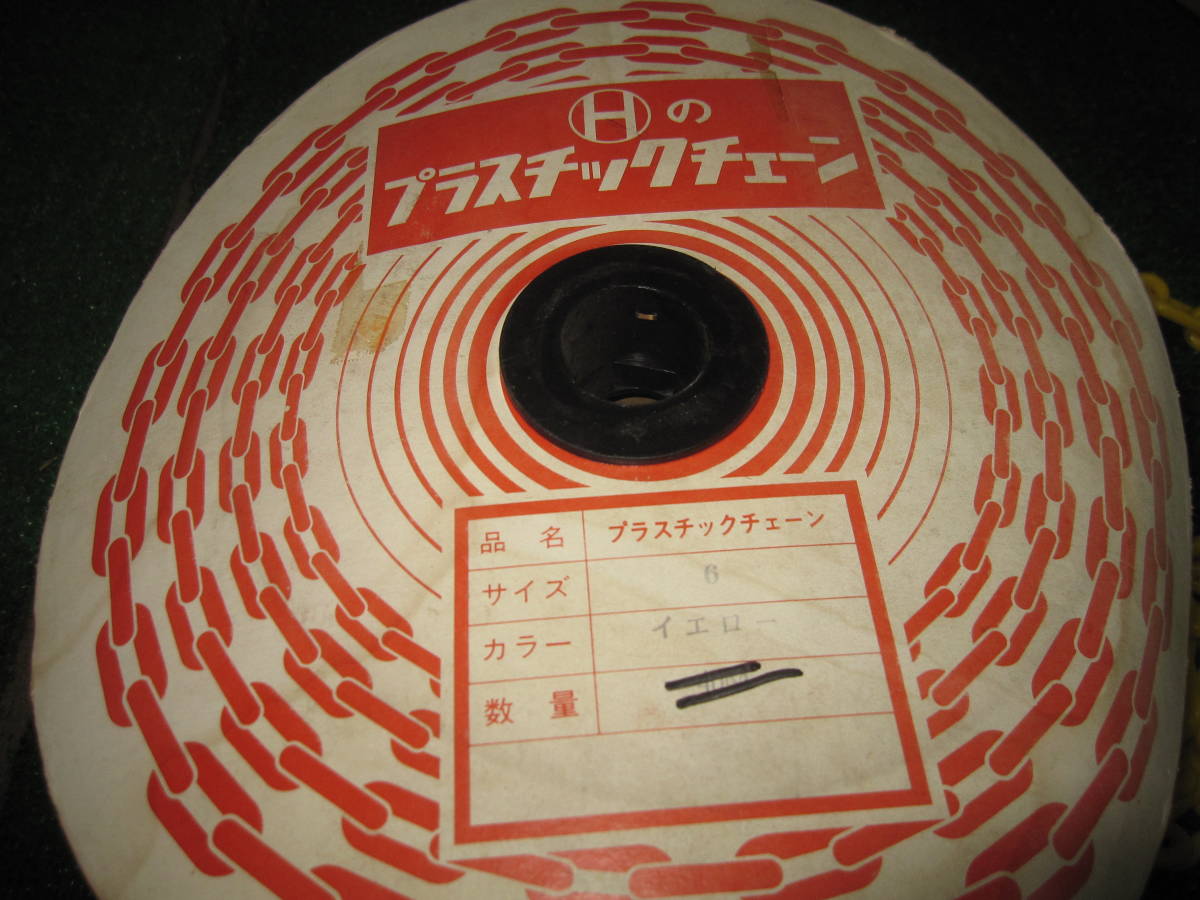 Hの
プラスチックチェーン
品名 プラスチックチェーン
サイズ 6
カラー イエロー
数量